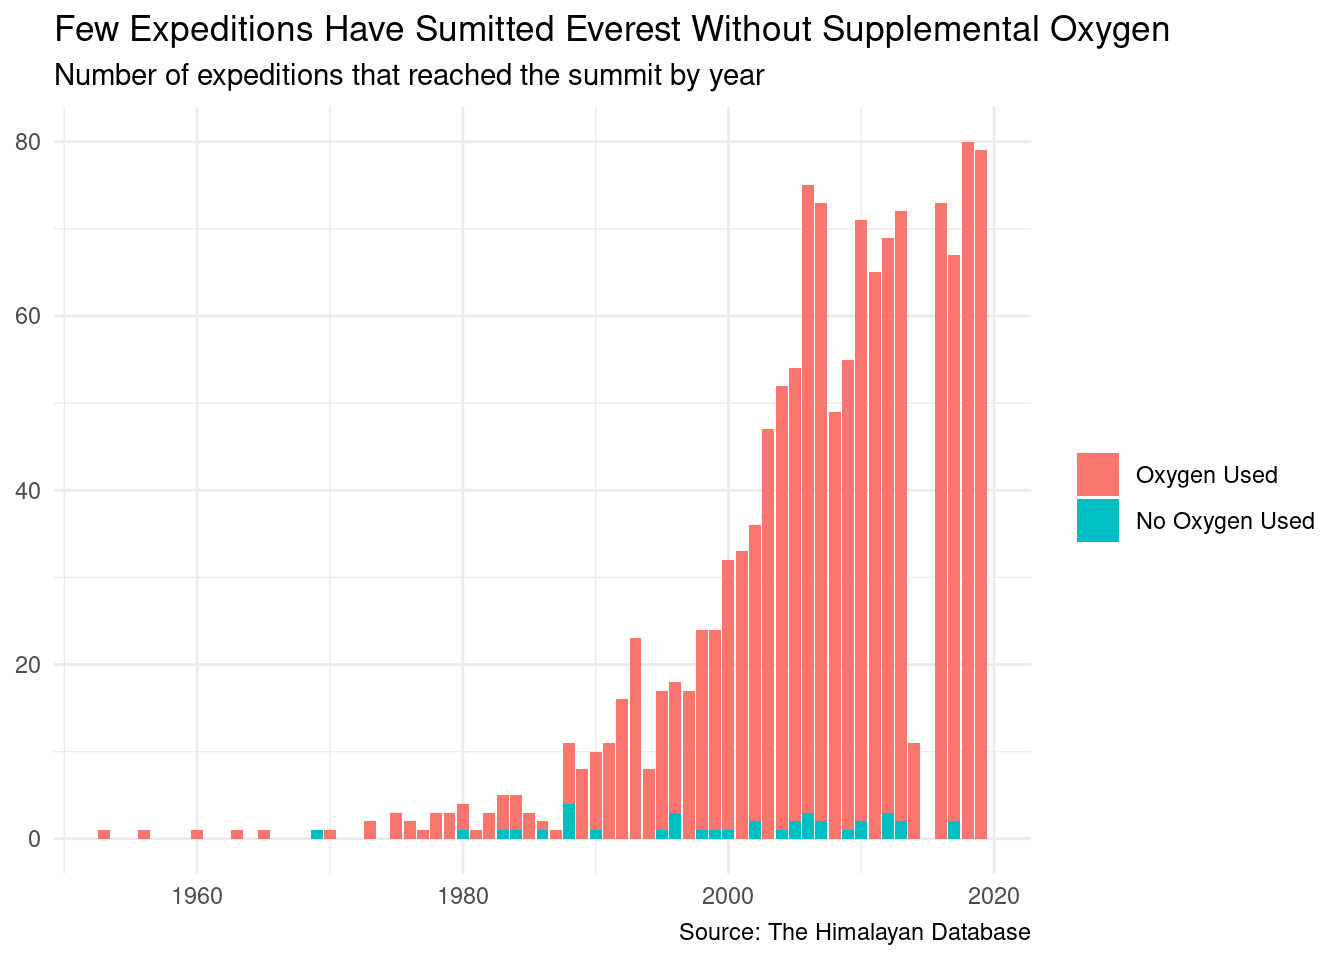 Few Expeditions Have Sumitted Everest Without Supplemental Oxygen
Number of expeditions that reached the summit by year
80
60
40
20
0
1960 1980 2000 2020
Oxygen Used
No Oxygen Used
Source: The Himalayan Database